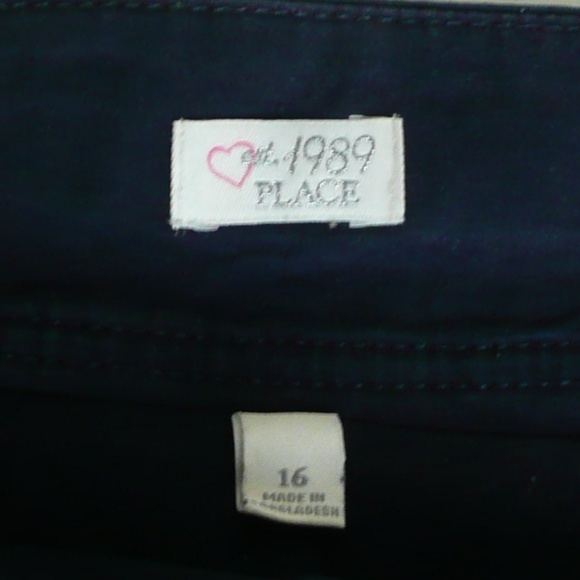 est. 1989
PLACE
16
MADE IN
BANGLADESH